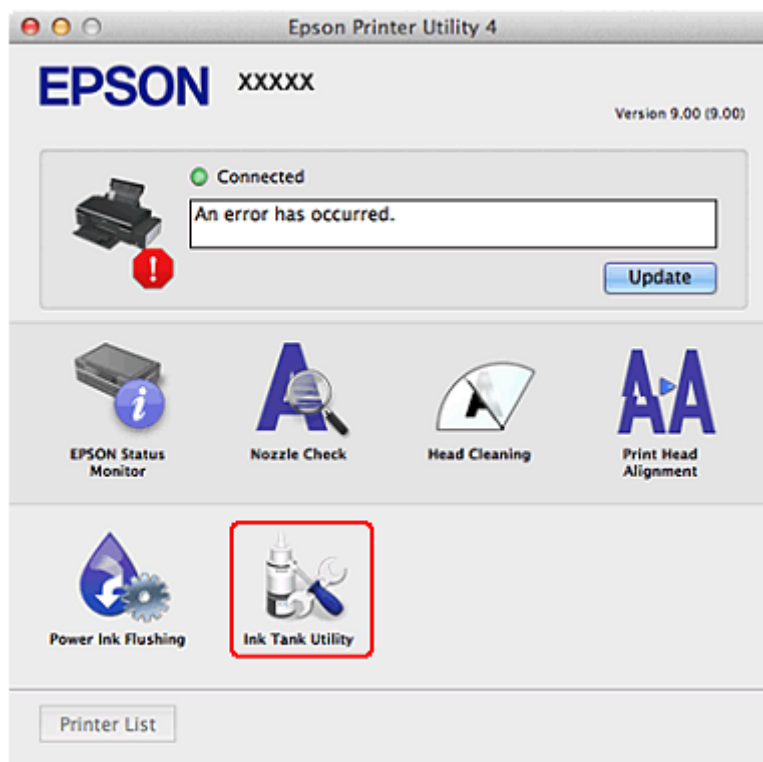 Epson Printer Utility 4
EPSON XXXXX
Version 9.00 (9.00)
Connected
An error has occurred.
Update
EPSON Status
Monitor
Nozzle Check
Head Cleaning
Print Head
Alignment
Power Ink Flushing
Ink Tank Utility
Printer List